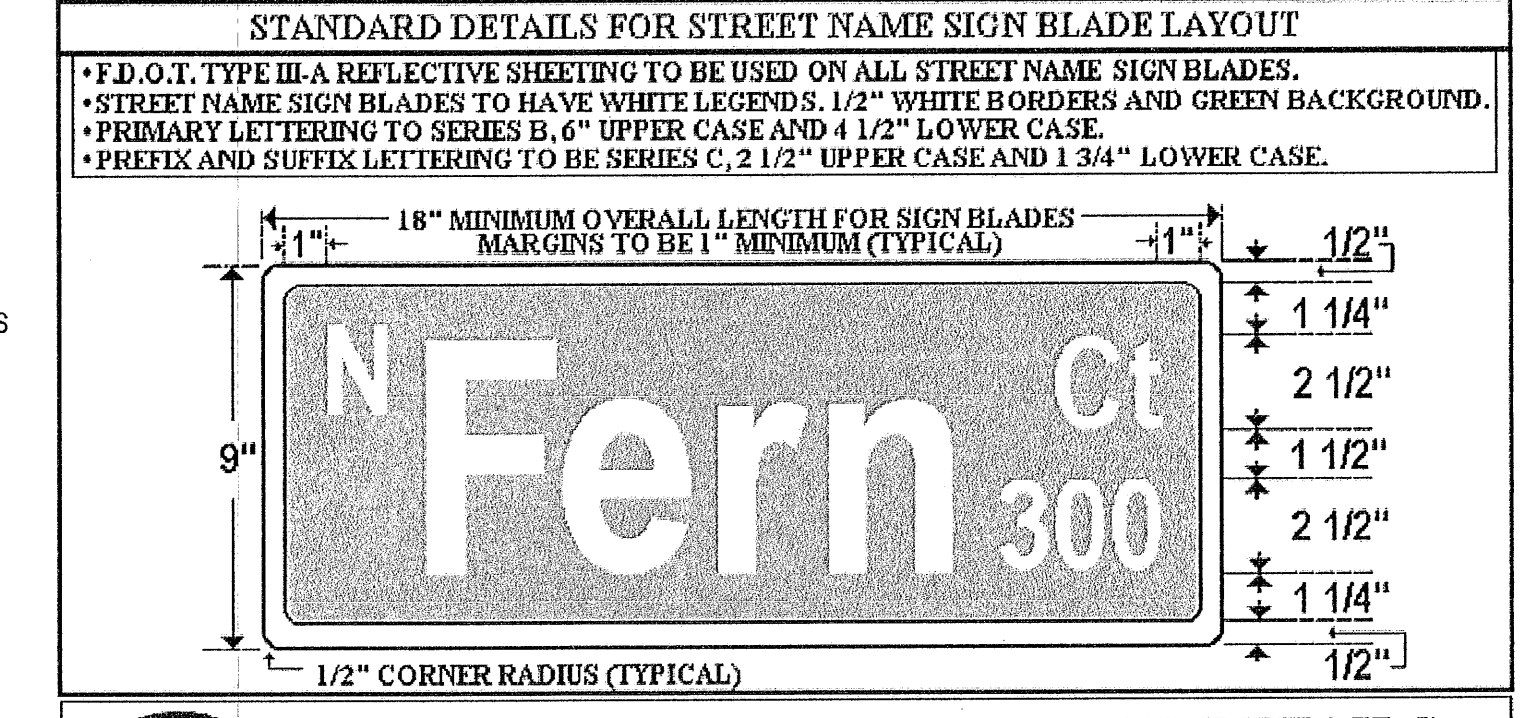 STANDARD DETAILS FOR STREET NAME SIGN BLADE LAYOUT
•F.D.O.T. TYPE III-A REFLECTIVE SHEETING TO BE USED ON ALL STREET NAME SIGN BLADES.
•STREET NAME SIGN BLADES TO HAVE WHITE LEGENDS. 1/2" WHITE BORDERS AND GREEN BACKGROUND.
•PRIMARY LETTERING TO SERIES B, 6" UPPER CASE AND 4 1/2" LOWER CASE.
•PREFIX AND SUFFIX LETTERING TO BE SERIES C, 2 1/2" UPPER CASE AND 1 3/4" LOWER CASE.
18" MINIMUM OVERALL LENGTH FOR SIGN BLADES
1" MARGINS TO BE 1" MINIMUM (TYPICAL) 1"
1/2"
1 1/4"
S
N Fern Ct
2 1/2"
9"
1 1/2"
300
2 1/2"
1 1/4"
1/2"
1/2" CORNER RADIUS (TYPICAL)